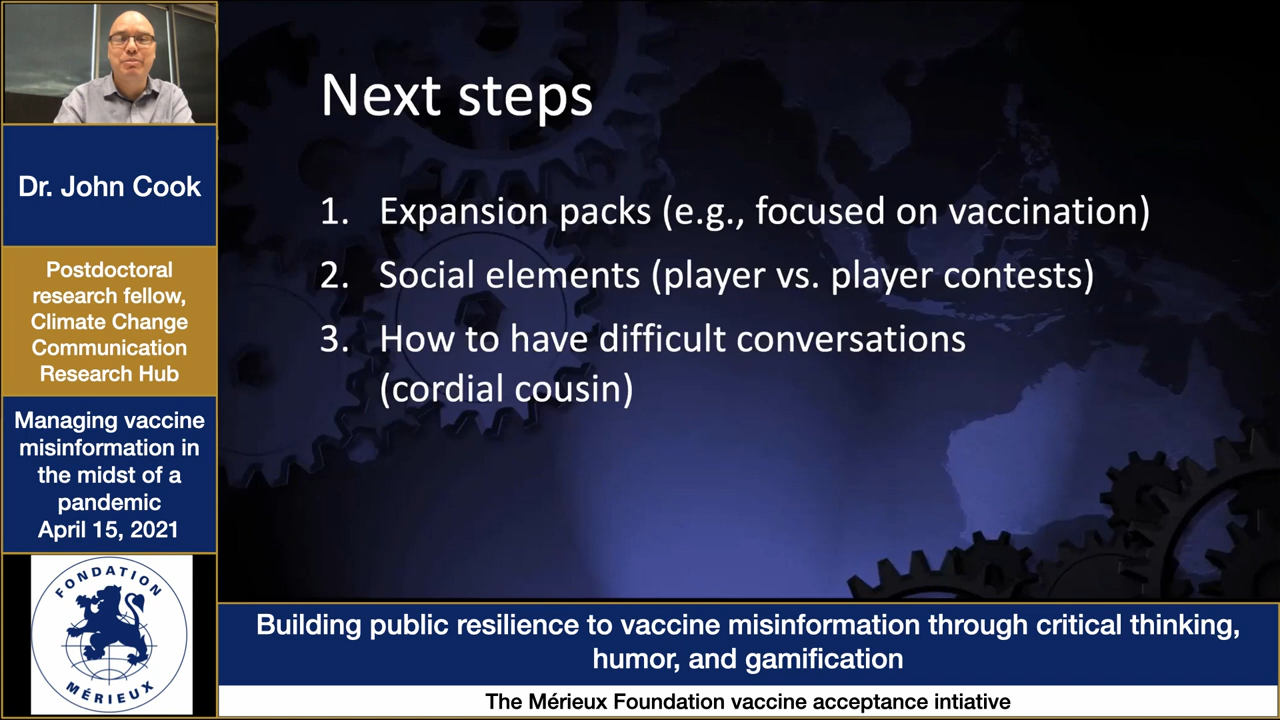 Dr. John Cook
Postdoctoral
research fellow,
Climate Change
Communication
Research Hub
Managing vaccine
misinformation in
the midst of a
pandemic
April 15, 2021
FONDATION
MÉRIEUX
Next steps
1. Expansion packs (e.g., focused on vaccination)
2. Social elements (player vs. player contests)
3. How to have difficult conversations
(cordial cousin)
Building public resilience to vaccine misinformation through critical thinking,
humor, and gamification
The Mérieux Foundation vaccine acceptance intiative